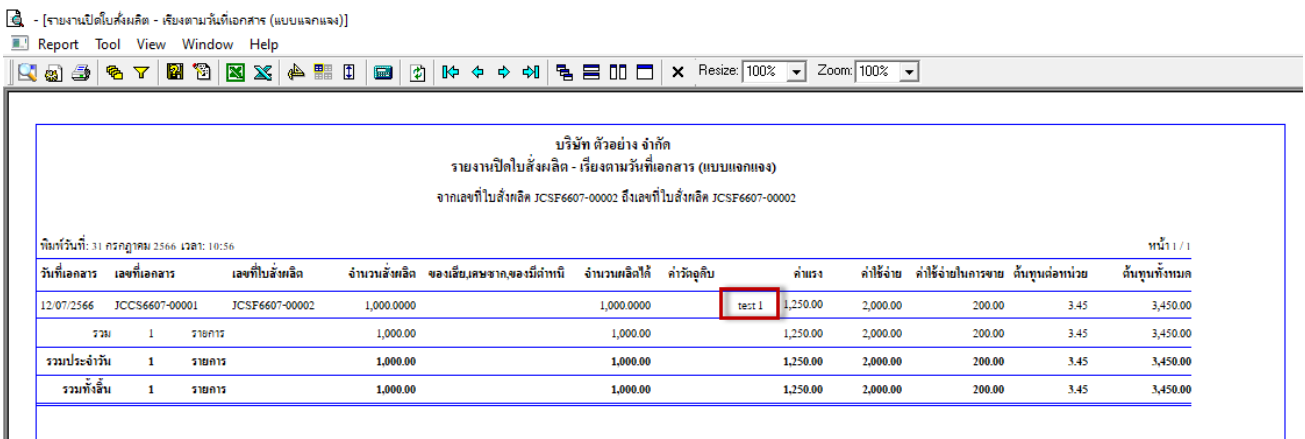 - [รายงานปิดใบสั่งผลิต - เรียงตามวันที่เอกสาร (แบบแจกแจง)]
Report Tool View Window Help
Resize: 100% Zoom: 100%
บริษัท ตัวอย่าง จำกัด
รายงานปิดใบสั่งผลิต - เรียงตามวันที่เอกสาร (แบบแจกแจง)
จากเลขที่ใบสั่งผลิต JCSF6607-00002 ถึงเลขที่ใบสั่งผลิต JCSF6607-00002
พิมพ์วันที่: 31 กรกฎาคม 2566 เวลา: 10:56 หน้า 1 / 1
วันที่เอกสาร เลขที่เอกสาร เลขที่ใบสั่งผลิต จำนวนสั่งผลิต ของเสีย,เศษซาก,ของมีตำหนิ จำนวนผลิตได้ ค่าวัตถุดิบ ค่าแรง ค่าใช้จ่าย ค่าใช้จ่ายในการขาย ต้นทุนต่อหน่วย ต้นทุนทั้งหมด
12/07/2566 JCCS6607-00001 JCSF6607-00002 1,000.0000 1,000.0000 test 1 1,250.00 2,000.00 200.00 3.45 3,450.00
รวม 1 รายการ 1,000.00 1,000.00 1,250.00 2,000.00 200.00 3.45 3,450.00
รวมประจำวัน 1 รายการ 1,000.00 1,000.00 1,250.00 2,000.00 200.00 3.45 3,450.00
รวมทั้งสิ้น 1 รายการ 1,000.00 1,000.00 1,250.00 2,000.00 200.00 3.45 3,450.00